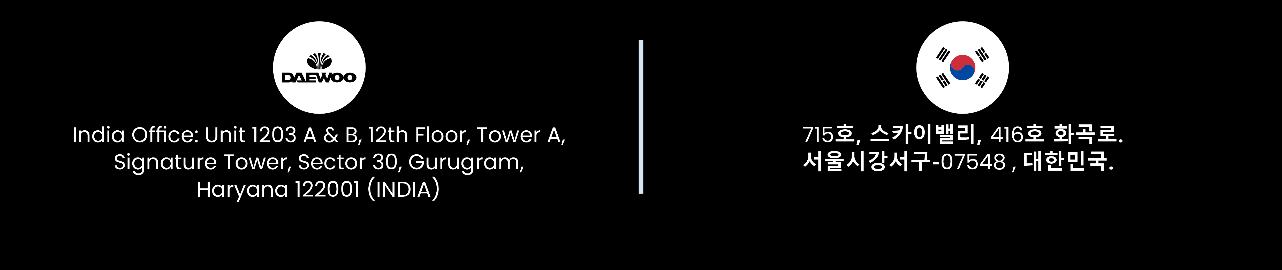 DAEWOO
India Office: Unit 1203 A & B, 12th Floor, Tower A,
Signature Tower, Sector 30, Gurugram,
Haryana 122001 (INDIA)
715호, 스카이밸리, 416호 화곡로.
서울시강서구-07548 , 대한민국.